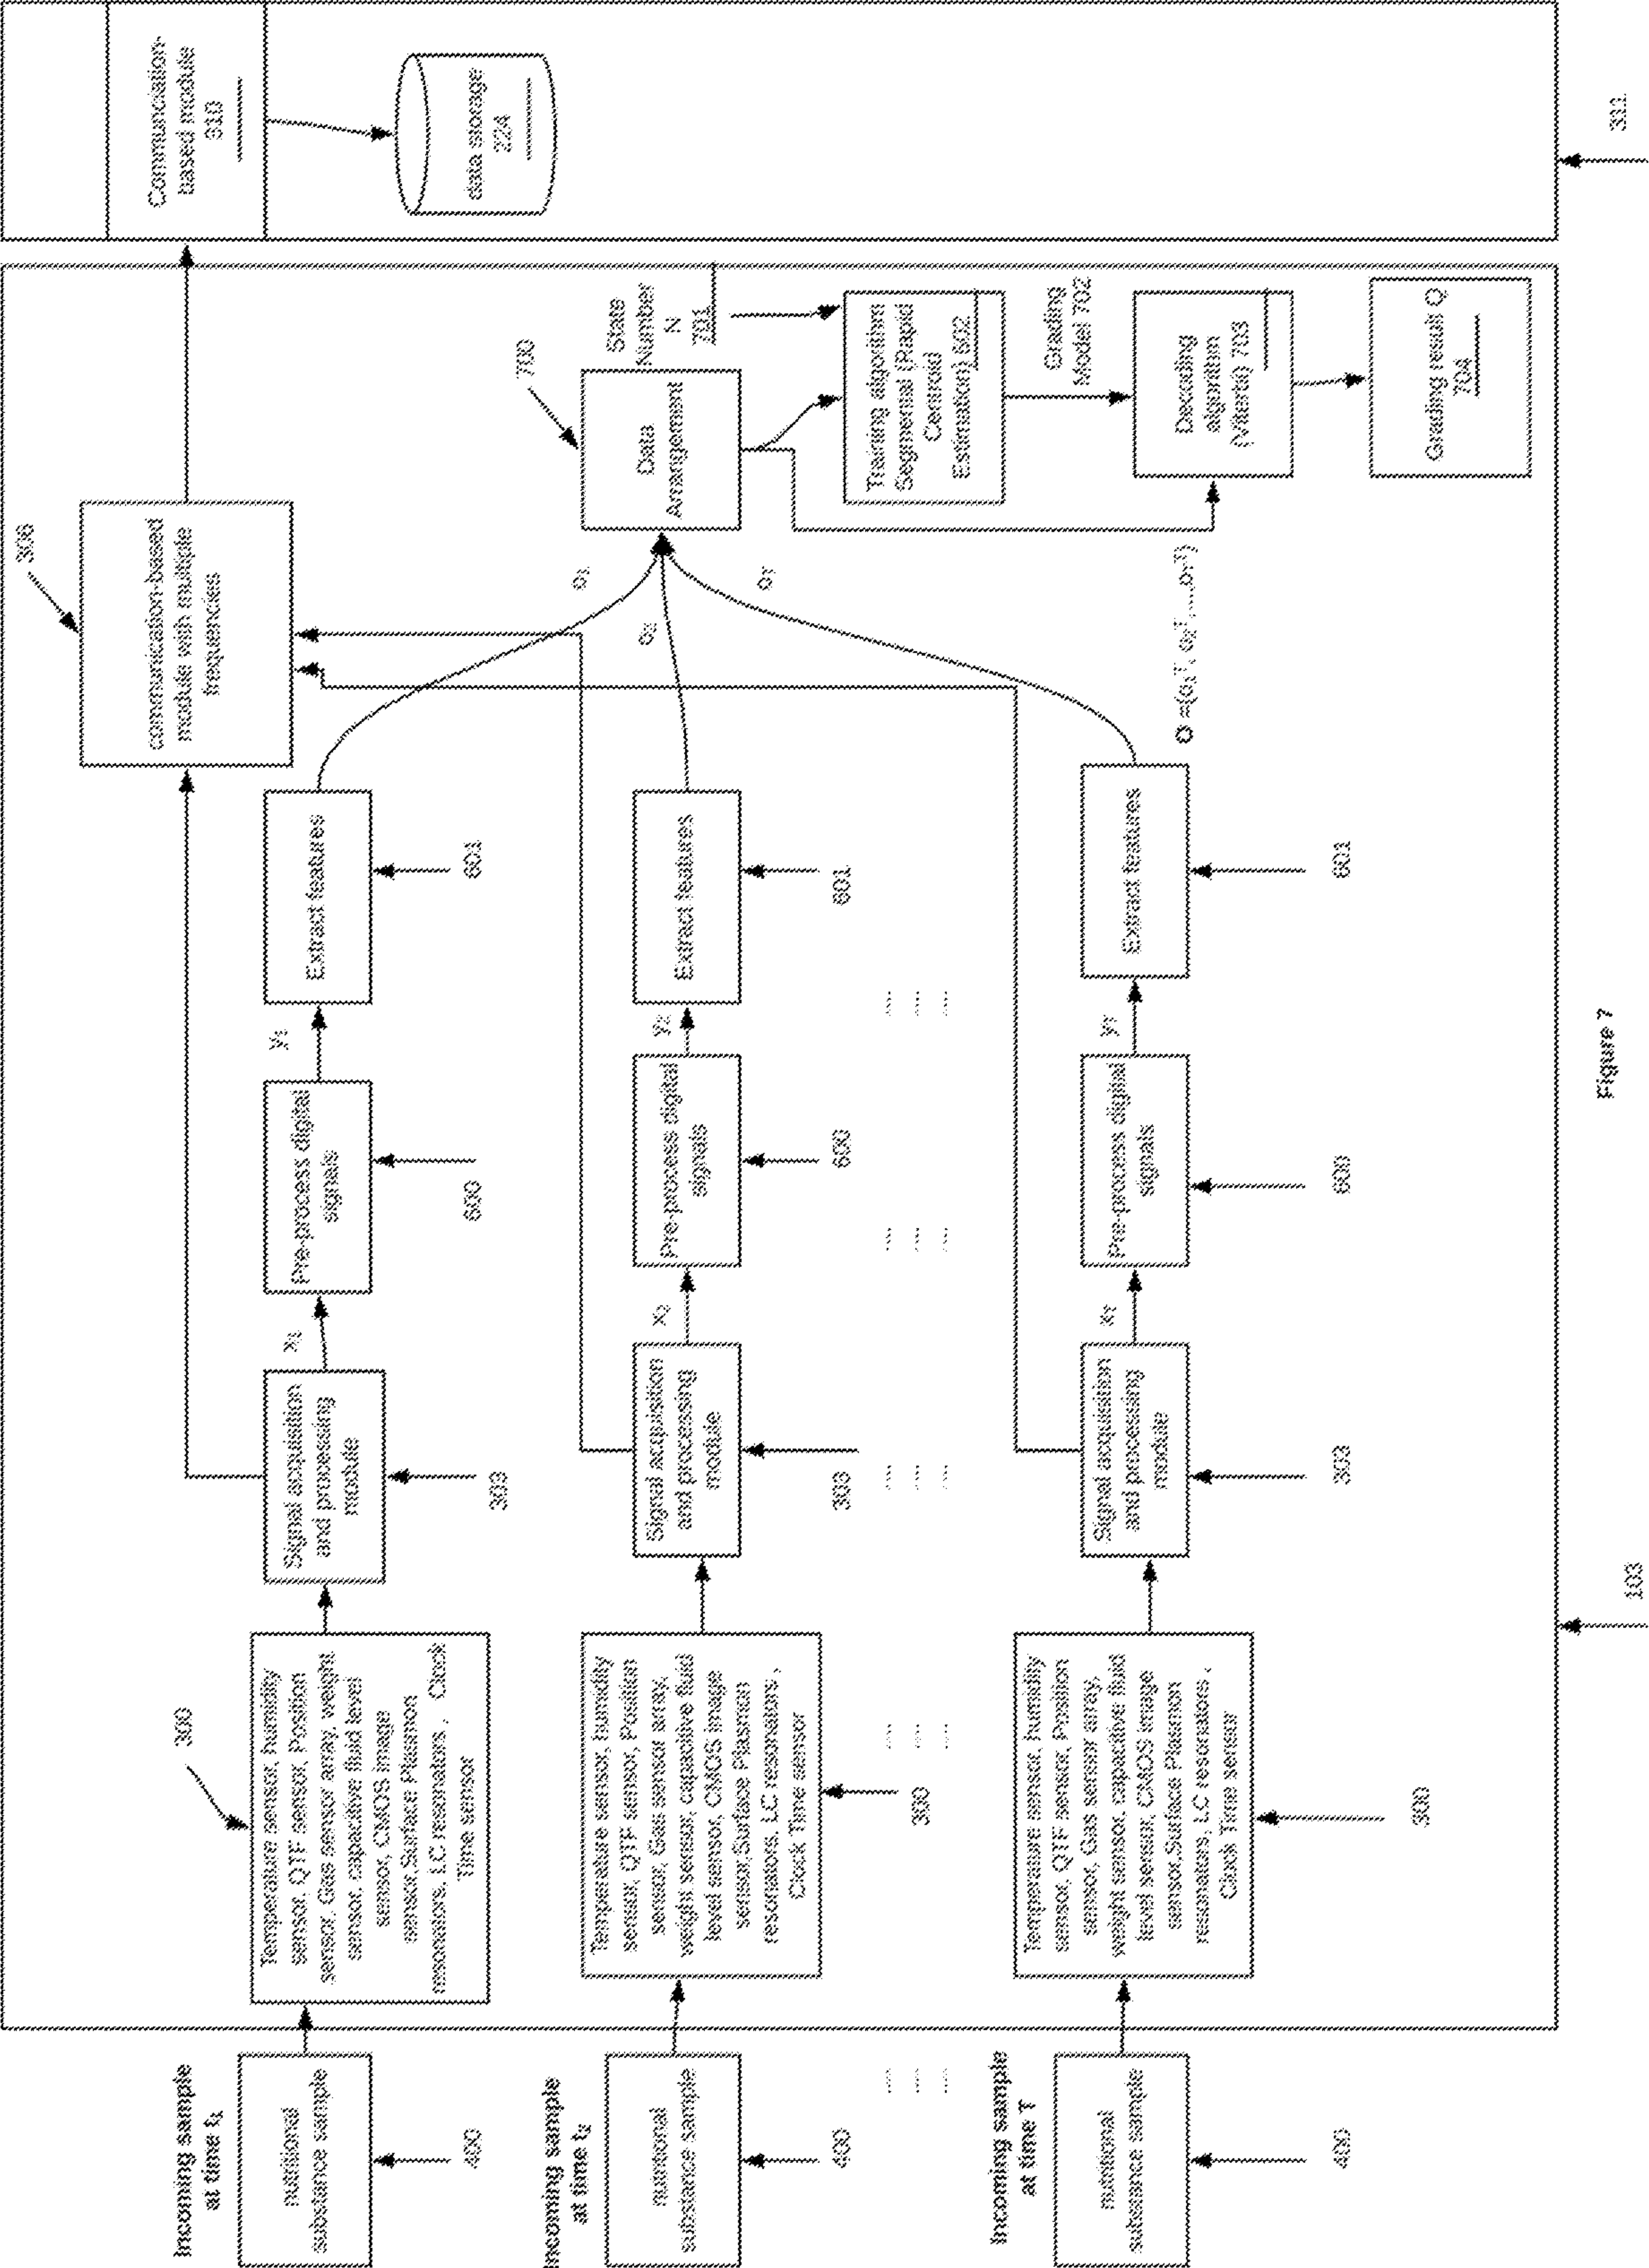 Incoming sample
at time t₁
nutritional
substance sample
400
300
Temperature sensor, humidity
sensor, QTF sensor, Position
sensor, Gas sensor array, weight
sensor, capacitive fluid level
sensor, CMOS image
sensor,Surface Plasmon
resonators, LC resonators , Clock
Time sensor
Signal acquisition
and processing
module
303
x₁
Pre-process digital
signals
600
y₁
Extract features
601
communication-based
module with multiple
frequencies
306
Communciation-
based module
310
data storage
224
Incoming sample
at time t₂
nutritional
substance sample
400
Temperature sensor, humidity
sensor, QTF sensor, Position
sensor, Gas sensor array,
weight sensor, capacitive fluid
level sensor, CMOS image
sensor,Surface Plasmon
resonators, LC resonators ,
Clock Time sensor
300
Signal acquisition
and processing
module
303
x₂
Pre-process digital
signals
600
y₂
Extract features
601
o₁
o₂
oT
700
Data
Arrangement
State
Number
N
701
Training algorithm
Segmental (Rapid
Centroid
Estimation) 602
Grading
Model 702
Decoding
algorithm
(Viterbi) 703
Grading result Q
704
Incoming sample
at time T
nutritional
substance sample
400
Temperature sensor, humidity
sensor, QTF sensor, Position
sensor, Gas sensor array,
weight sensor, capacitive fluid
level sensor, CMOS image
sensor,Surface Plasmon
resonators, LC resonators ,
Clock Time sensor
300
Signal acquisition
and processing
module
303
xT
Pre-process digital
signals
600
yT
Extract features
601
O =(o₁ᵀ, o₂ᵀ,....,oTᵀ)
103
311
Figure 7